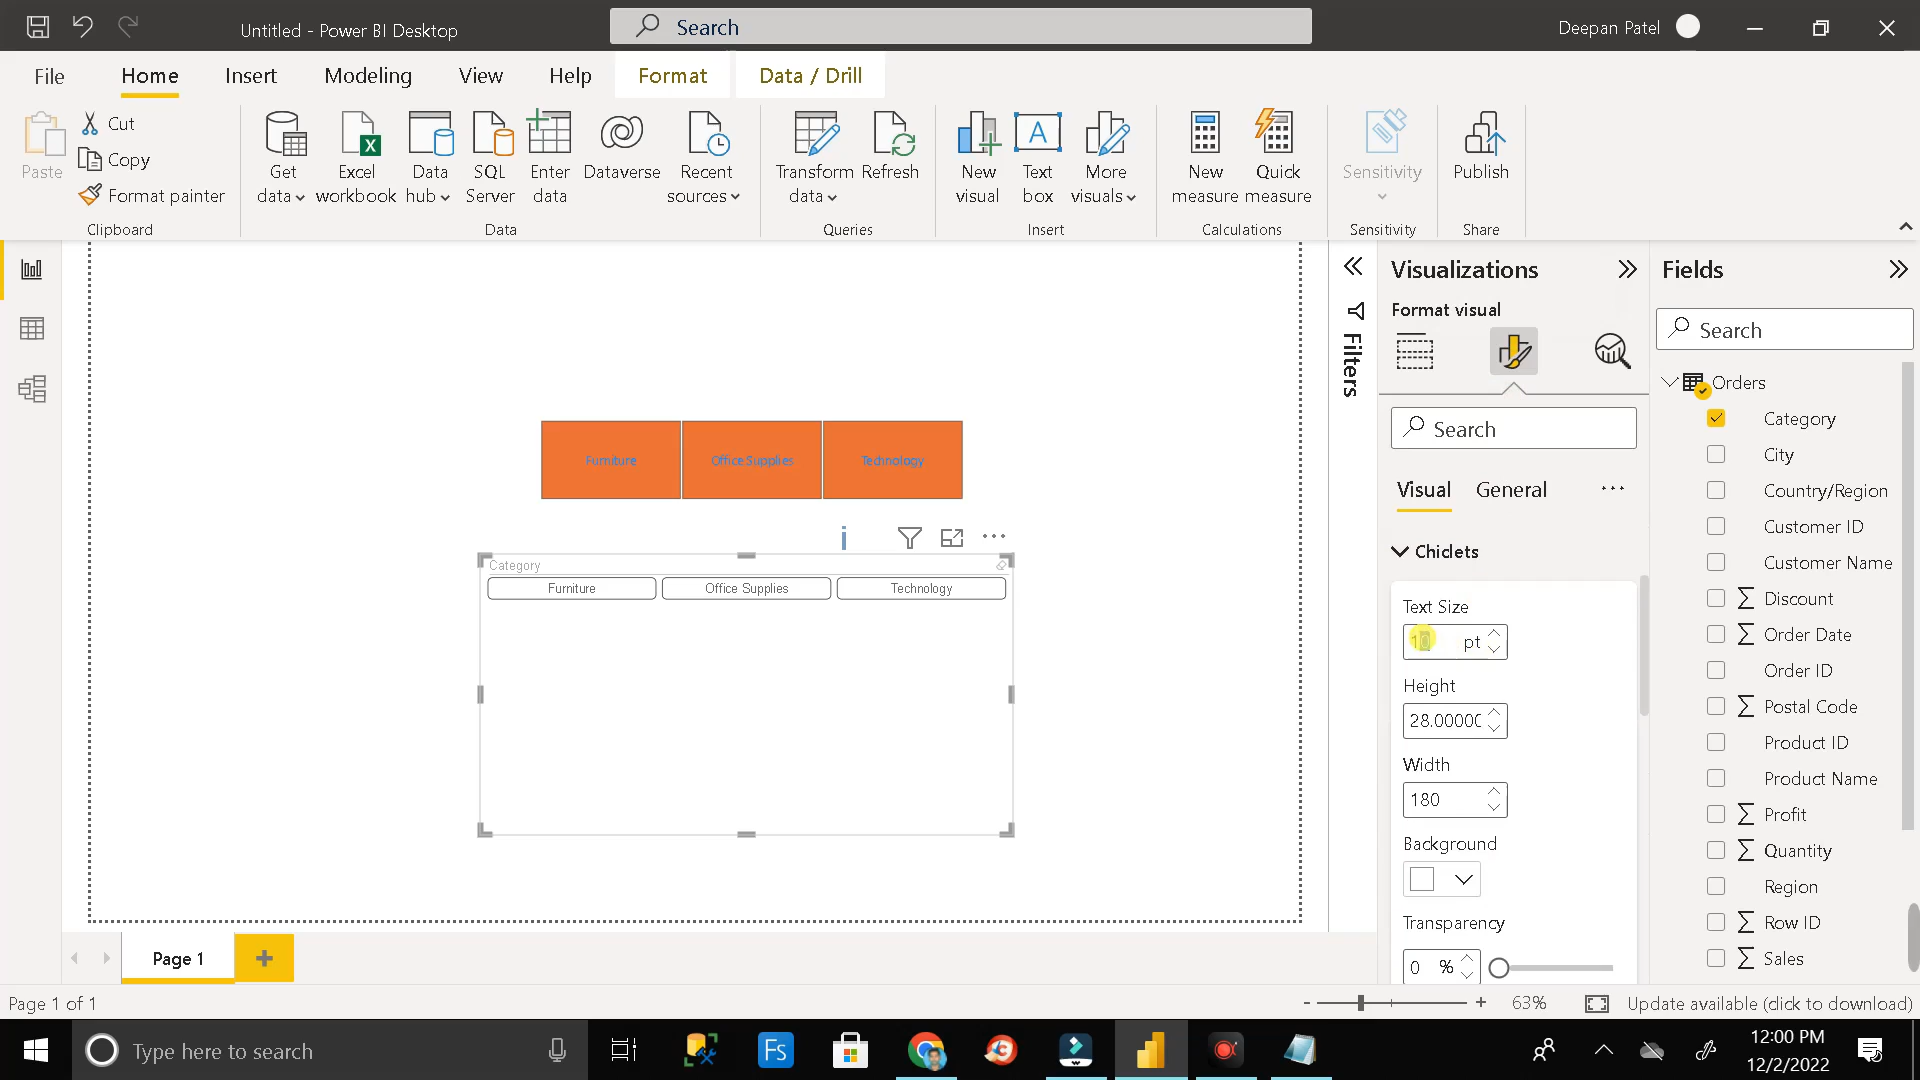 Untitled - Power BI Desktop
Search
Deepan Patel
File
Home
Insert
Modeling
View
Help
Format
Data / Drill
Paste
Cut
Copy
Format painter
Clipboard
Get data
Excel workbook
Data hub
SQL Server
Enter data
Dataverse
Recent sources
Data
Transform data
Refresh
Queries
New visual
Text box
More visuals
Insert
New measure
Quick measure
Calculations
Sensitivity
Sensitivity
Publish
Share
Furniture
Office Supplies
Technology
Category
Furniture
Office Supplies
Technology
Filters
Visualizations
Format visual
Search
Visual
General
Chiclets
Text Size
10 pt
Height
28.00000
Width
180
Background
Transparency
0 %
Fields
Search
Orders
Category
City
Country/Region
Customer ID
Customer Name
Discount
Order Date
Order ID
Postal Code
Product ID
Product Name
Profit
Quantity
Region
Row ID
Sales
Page 1
Page 1 of 1
63%
Update available (click to download)
Type here to search
Fs
12:00 PM
12/2/2022